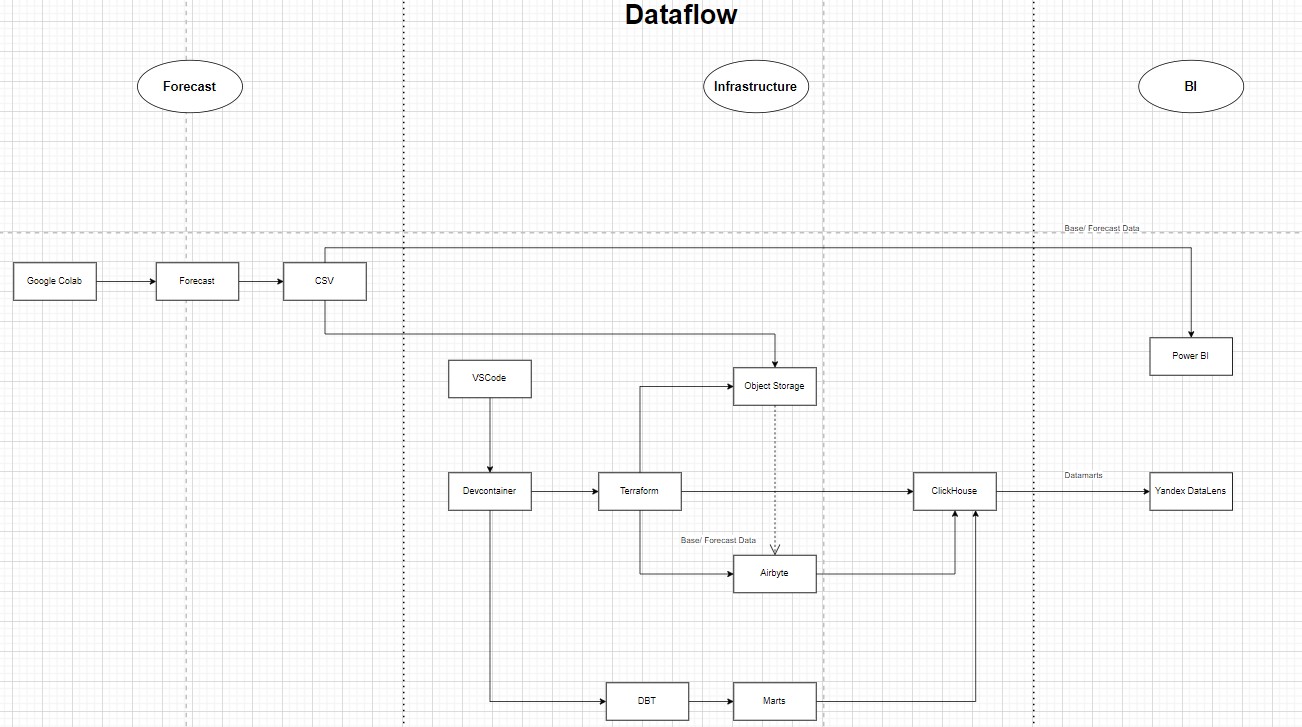 Dataflow
Forecast
Infrastructure
BI
Base/ Forecast Data
Google Colab
Forecast
CSV
Power BI
VSCode
Object Storage
Datamarts
Devcontainer
Terraform
ClickHouse
Yandex DataLens
Base/ Forecast Data
Airbyte
DBT
Marts